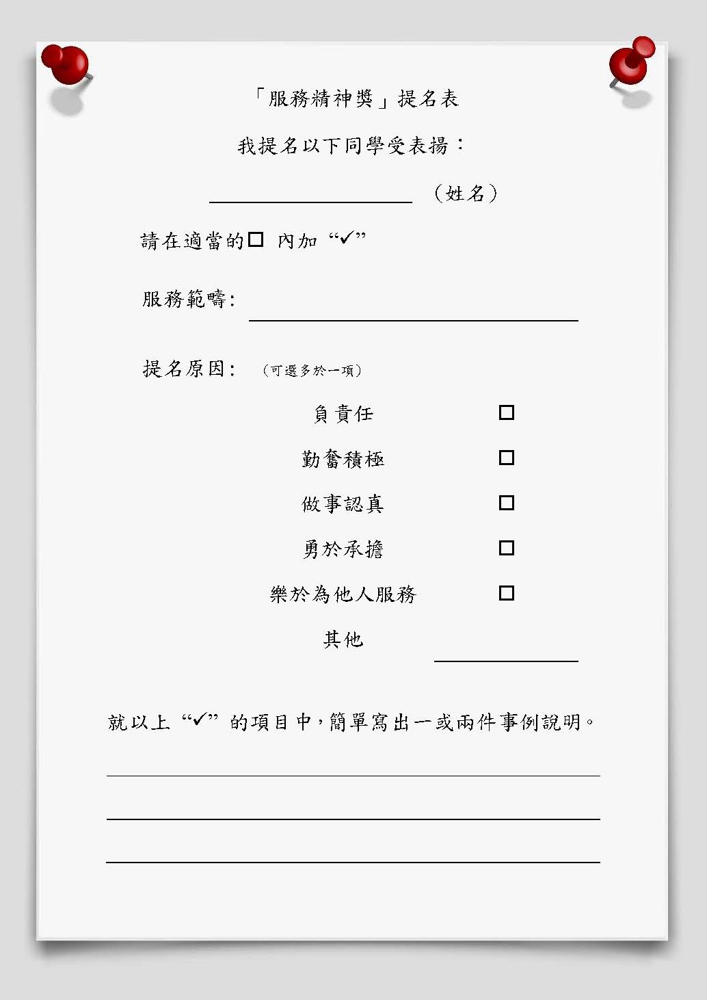 「服務精神獎」提名表
我提名以下同學受表揚：
（姓名）
請在適當的□ 內加 “✓”
服務範疇：
提名原因： （可選多於一項）
負責任 □
勤奮積極 □
做事認真 □
勇於承擔 □
樂於為他人服務 □
其他
就以上 “✓” 的項目中，簡單寫出一或兩件事例說明。